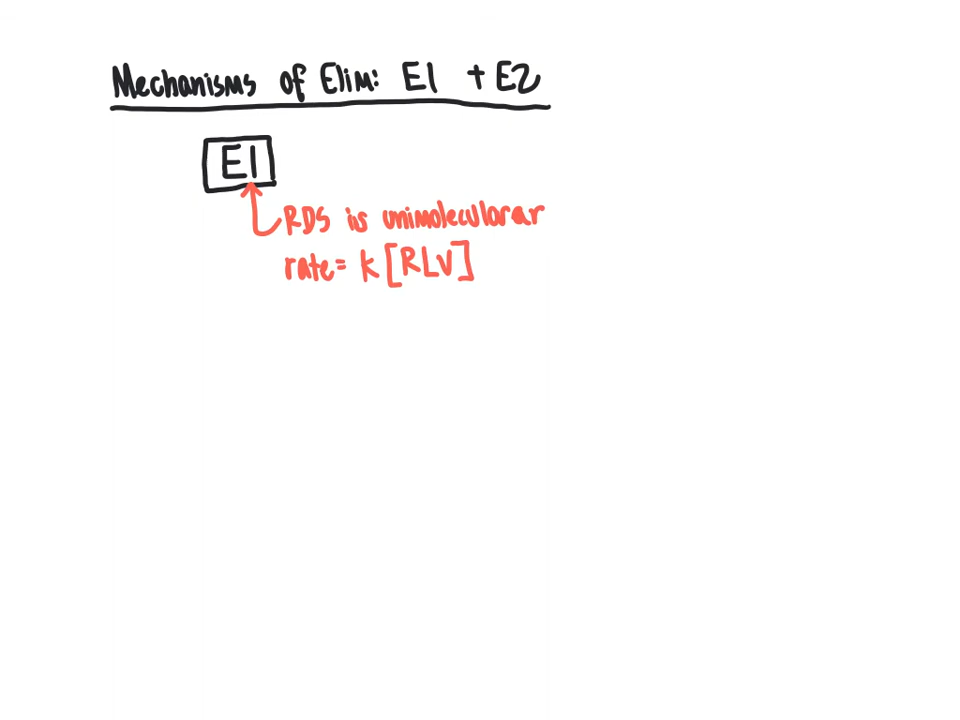 Mechanisms of Elim: E1 + E2
E1
RDS is unimolecularar
rate= k[RLV]